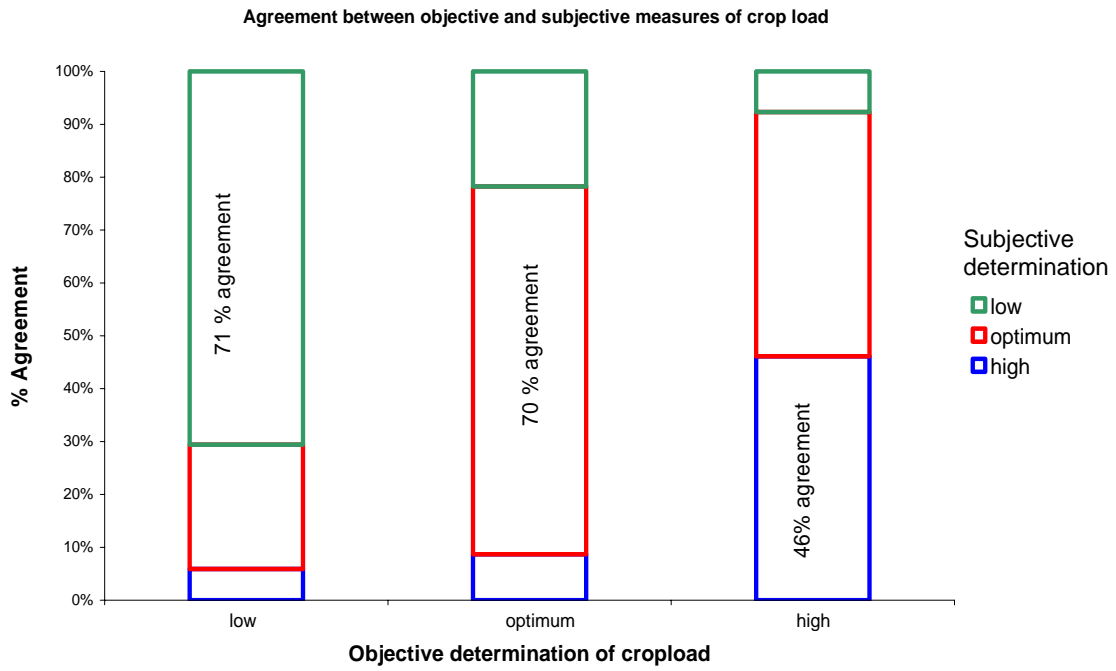 Agreement between objective and subjective measures of crop load
100%
90%
80%
70%
60%
50%
40%
30%
20%
10%
0%
% Agreement
71 % agreement
70 % agreement
46% agreement
low
optimum
high
Objective determination of cropload
Subjective
determination
low
optimum
high